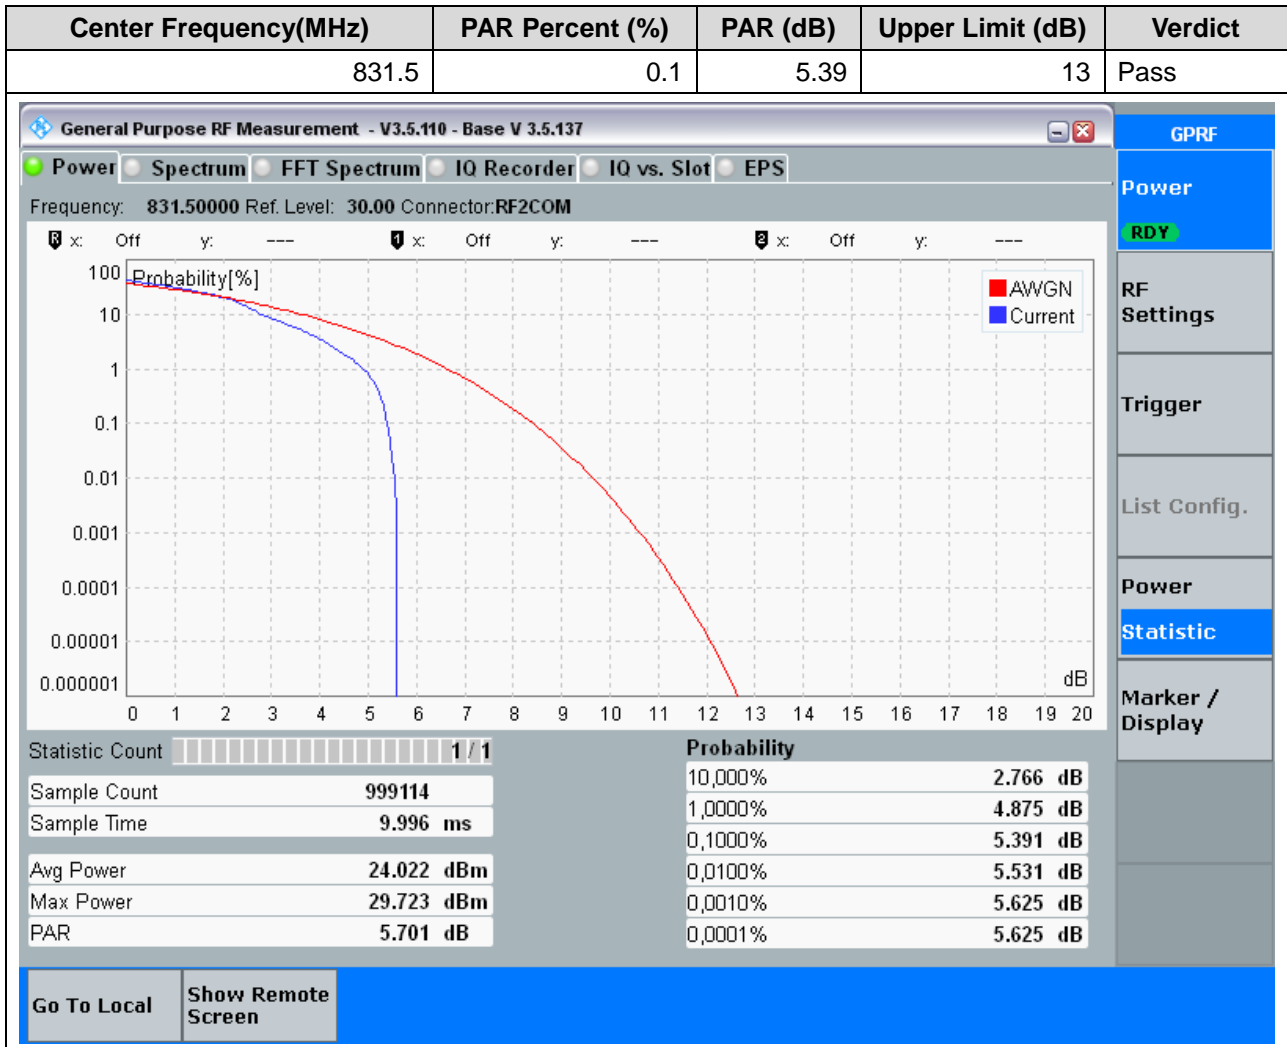 Center Frequency(MHz) PAR Percent (%) PAR (dB) Upper Limit (dB) Verdict
831.5 0.1 5.39 13 Pass
General Purpose RF Measurement - V3.5.110 - Base V 3.5.137
GPRF
Power Spectrum FFT Spectrum IQ Recorder IQ vs. Slot EPS
Frequency: 831.50000 Ref. Level: 30.00 Connector:RF2COM
R x: Off y: --- 1 x: Off y: --- 2 x: Off y: ---
Probability[%]
AWGN
Current
100
10
1
0.1
0.01
0.001
0.0001
0.00001
0.000001
dB
0 1 2 3 4 5 6 7 8 9 10 11 12 13 14 15 16 17 18 19 20
Power
RDY
RF
Settings
Trigger
List Config.
Power
Statistic
Marker /
Display
Statistic Count 1 / 1
Sample Count 999114
Sample Time 9.996 ms
Avg Power 24.022 dBm
Max Power 29.723 dBm
PAR 5.701 dB
Probability
10,000% 2.766 dB
1,0000% 4.875 dB
0,1000% 5.391 dB
0,0100% 5.531 dB
0,0010% 5.625 dB
0,0001% 5.625 dB
Go To Local
Show Remote
Screen